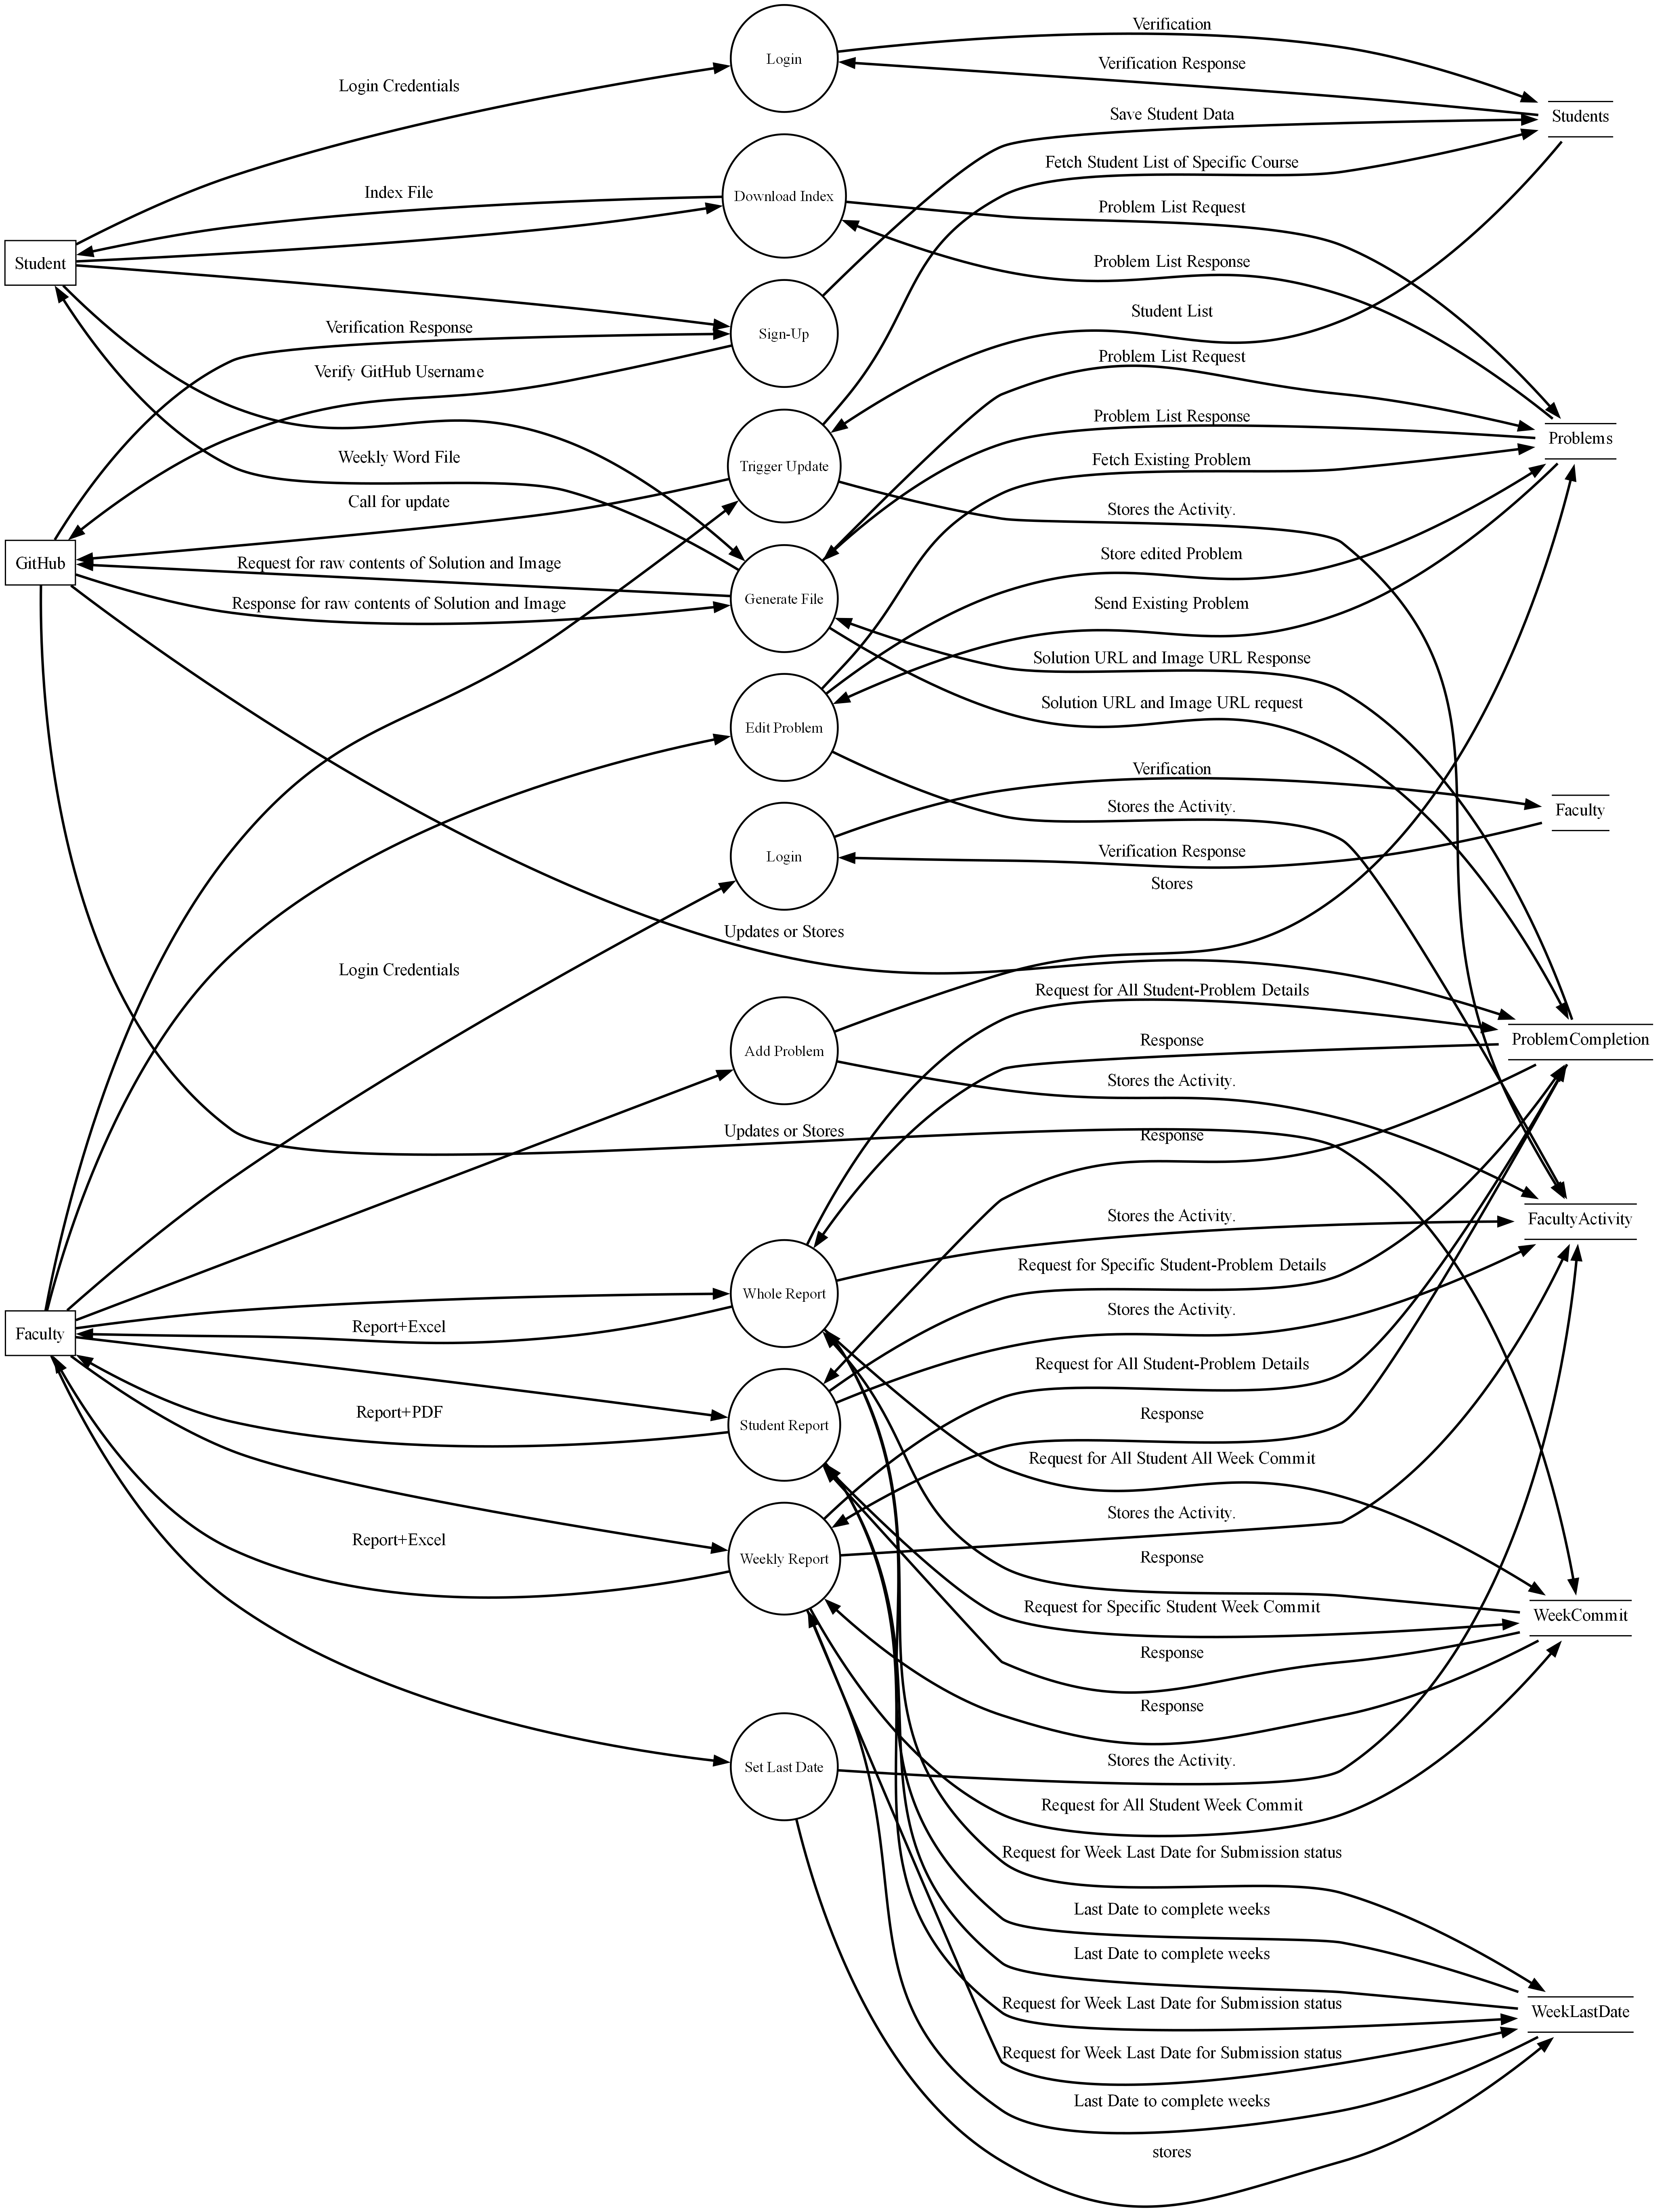 Login
Verification
Login Credentials
Verification Response
Students
Save Student Data
Fetch Student List of Specific Course
Index File
Download Index
Problem List Request
Student
Problem List Response
Student List
Verification Response
Sign-Up
Problem List Request
Verify GitHub Username
Problem List Response
Problems
Weekly Word File
Trigger Update
Fetch Existing Problem
Call for update
Stores the Activity.
GitHub
Request for raw contents of Solution and Image
Store edited Problem
Response for raw contents of Solution and Image
Generate File
Send Existing Problem
Solution URL and Image URL Response
Solution URL and Image URL request
Edit Problem
Verification
Stores the Activity.
Faculty
Login
Verification Response
Stores
Updates or Stores
Login Credentials
Request for All Student-Problem Details
Add Problem
Response
ProblemCompletion
Stores the Activity.
Updates or Stores
Response
Stores the Activity.
FacultyActivity
Request for Specific Student-Problem Details
Whole Report
Stores the Activity.
Faculty
Report+Excel
Request for All Student-Problem Details
Report+PDF
Student Report
Response
Request for All Student All Week Commit
Stores the Activity.
Report+Excel
Weekly Report
Response
Request for Specific Student Week Commit
WeekCommit
Response
Response
Set Last Date
Stores the Activity.
Request for All Student Week Commit
Request for Week Last Date for Submission status
Last Date to complete weeks
Last Date to complete weeks
Request for Week Last Date for Submission status
WeekLastDate
Request for Week Last Date for Submission status
Last Date to complete weeks
stores